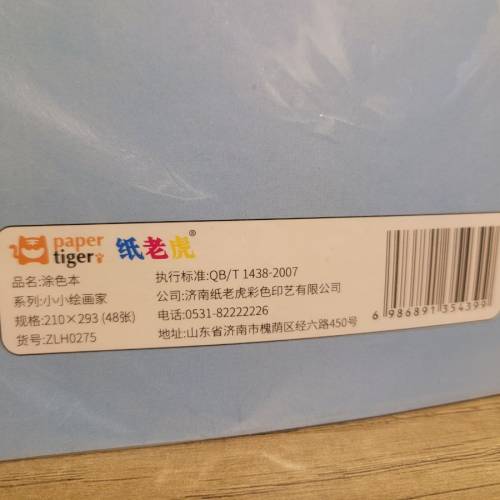 paper
tiger
纸老虎®
品名:涂色本
系列:小小绘画家
规格:210×293 (48张)
货号:ZLH0275
执行标准:QB/T 1438-2007
公司:济南纸老虎彩色印艺有限公司
电话:0531-82222226
地址:山东省济南市槐荫区经六路450号
6 986891 354399